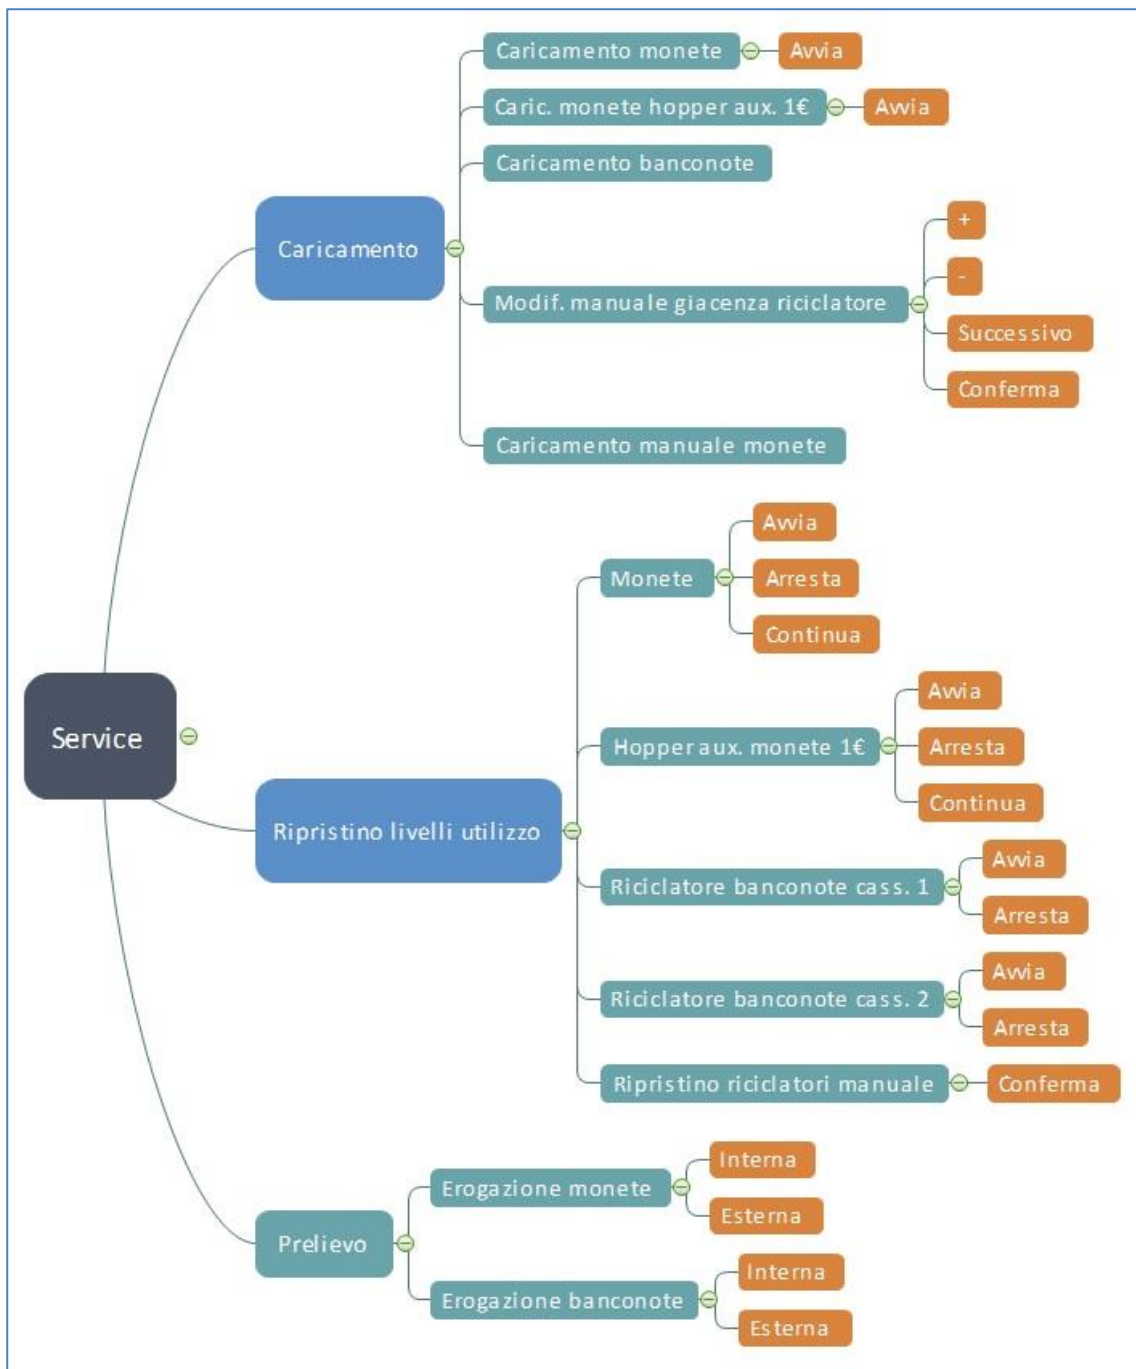 Caricamento monete
Avvia
Caric. monete hopper aux. 1€
Avvia
Caricamento banconote
Caricamento
+
-
Modif. manuale giacenza riciclatore
Successivo
Conferma
Caricamento manuale monete
Avvia
Monete
Arresta
Continua
Service
Avvia
Hopper aux. monete 1€
Arresta
Continua
Ripristino livelli utilizzo
Avvia
Riciclatore banconote cass. 1
Arresta
Avvia
Riciclatore banconote cass. 2
Arresta
Ripristino riciclatori manuale
Conferma
Interna
Erogazione monete
Esterna
Prelievo
Interna
Erogazione banconote
Esterna